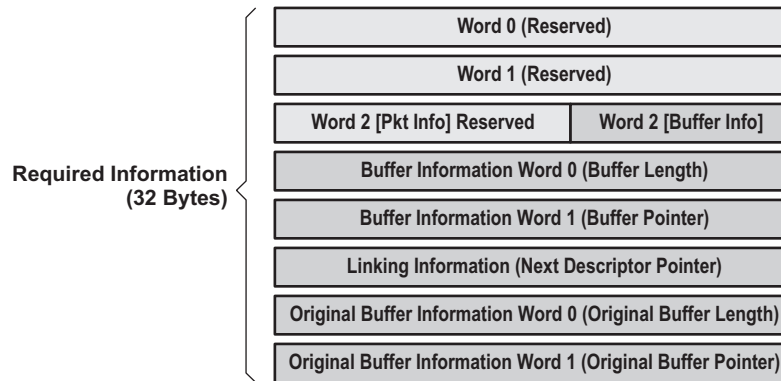 Word 0 (Reserved)
Word 1 (Reserved)
Word 2 [Pkt Info] Reserved
Word 2 [Buffer Info]
Required Information
(32 Bytes)
Buffer Information Word 0 (Buffer Length)
Buffer Information Word 1 (Buffer Pointer)
Linking Information (Next Descriptor Pointer)
Original Buffer Information Word 0 (Original Buffer Length)
Original Buffer Information Word 1 (Original Buffer Pointer)